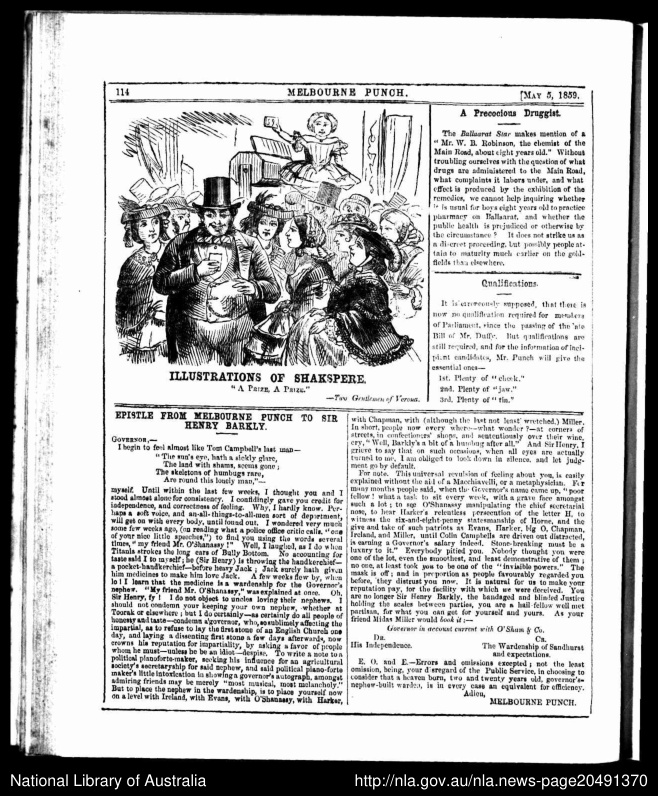 114
MELBOURNE PUNCH.
[MAY 5, 1859.
ILLUSTRATIONS OF SHAKSPERE.
"A PRIZE, A PRIZE."
—Two Gentlemen of Verona.
A Precocious Druggist.
The Ballaarat Star makes mention of a
"Mr. W. B. Robinson, the chemist of the
Main Road, about eight years old." Without
troubling ourselves with the question of what
drugs are administered to the Main Road,
what complaints it labors under, and what
effect is produced by the exhibition of the
remedies, we cannot help inquiring whether
it is usual for boys eight years old to practice
pharmacy on Ballaarat, and whether the
public health is prejudiced or otherwise by
the circumstance? It does not strike us as
a discreet proceeding, but possibly people at-
tain to maturity much earlier on the gold-
fields than elsewhere.
Qualifications.
It is erroneously supposed, that there is
now no qualification required for members
of Parliament, since the passing of the late
Bill of Mr. Duffy. But qualifications are
still required, and for the information of inci-
pient candidates, Mr. Punch will give the
essential ones—
1st. Plenty of "cheek."
2nd. Plenty of "jaw."
3rd. Plenty of "tin."
EPISTLE FROM MELBOURNE PUNCH TO SIR
HENRY BARKLY.
GOVERNOR,—
I begin to feel almost like Tom Campbell's last man—
"The sun's eye, hath a sickly glare,
The land with shams, seems gone;
The skeletons of humbugs rare,
Are round this lonely man,"—
myself. Until within the last few weeks, I thought you and I
stood almost alone for consistency. I confidingly gave you credit for
independence, and correctness of feeling. Why, I hardly know. Per-
haps a soft voice, and an-all-things-to-all-men sort of deportment,
will get on with every body, until found out. I wondered very much
some few weeks ago, (on reading what a police office critic calls, "one
of your nice little speeches,") to find you using the words several
times, "my friend Mr. O'Shanassy!" Well, I laughed, as I do when
Titania strokes the long ears of Bully Bottom. No accounting for
taste said I to myself; he (Sir Henry) is throwing the handkerchief—
a pocket-handkerchief—before heavy Jack; Jack surely hath given
him medicines to make him love Jack. A few weeks flew by, when
lo! I learn that the medicine is a wardenship for the Governor's
nephew. "My friend Mr. O'Shanassy," was explained at once. Oh,
Sir Henry, fy! I do not object to uncles loving their nephews, I
should not condemn your keeping your own nephew, whether at
Toorak or elsewhere; but I do certainly—as certainly do all people of
honesty and taste—condemn a governor, who, so sublimely affecting the
impartial, as to refuse to lay the first stone of an English Church one
day, and laying a dissenting first stone a few days afterwards, now
crowns his reputation for impartiality, by asking a favor of people
whom he must—unless be be an idiot—despise. To write a note to a
political pianoforte-maker, seeking his influence for an agricultural
society's secretaryship for said nephew, and said political piano-forte
maker's little intoxication in showing a governor's autograph, amongst
admiring friends may be merely "most musical, most melancholy."
But to place the nephew in the wardenship, is to place yourself now
on a level with Ireland, with Evans, with O'Shanassy, with Harker,
with Chapman, with (although the last not least wretched.) Miller.
In short, people now every where—what wonder?—at corners of
streets, in confectioners' shops, and sententiously over their wine,
cry, "Well, Barkly's a bit of a humbug after all." And Sir Henry, I
grieve to say that on such occasions, when all eyes are actually
turned to me, I am obliged to look down in silence, and let judg-
ment go by default.
For note. This universal revulsion of feeling about you, is easily
explained without the aid of a Macchiavelli, or a metaphysician. For
many months people said, when the Governor's name came up, "poor
fellow! what a task to sit every week, with a grave face amongst
such a lot; to see O'Shanassy manipulating the chief secretarial
nose, to hear Harker's relentless persecution of the letter H, to
witness the six-and-eight-penny statesmanship of Horne, and the
give and take of such patriots as Evans, Harker, big O, Chapman,
Ireland, and Miller, until Colin Campbells are driven out distracted,
is earning a Governor's salary indeed. Stone-breaking must be a
luxury to it." Everybody pitied you. Nobody thought you were
one of the lot, even the smoothest, and least demonstrative of them;
no one, at least took you to be one of the "invisible powers." The
mask is off; and in proportion as people favourably regarded you
before, they distrust you now. It is natural for us to make your
reputation pay, for the facility with which we were deceived. You
are no longer Sir Henry Barkly, the bandaged and blinded Justice
holding the scales between parties, you are a hail-fellow well met
partisan, for what you can get for yourself and yours. As your
friend Midas Miller would book it:—
Governor in account current with O'Sham & Co.
DR. CR.
His Independence. The Wardenship of Sandhurst
and expectations.
E. O. and E.—Errors and omissions excepted; not the least
omission, being, your disregard of the Public Service, in choosing to
consider that a heaven born, two and twenty years old, governor's-
nephew-built warden, is in every case an equivalent for efficiency.
Adieu,
MELBOURNE PUNCH.
National Library of Australia
http://nla.gov.au/nla.news-page20491370